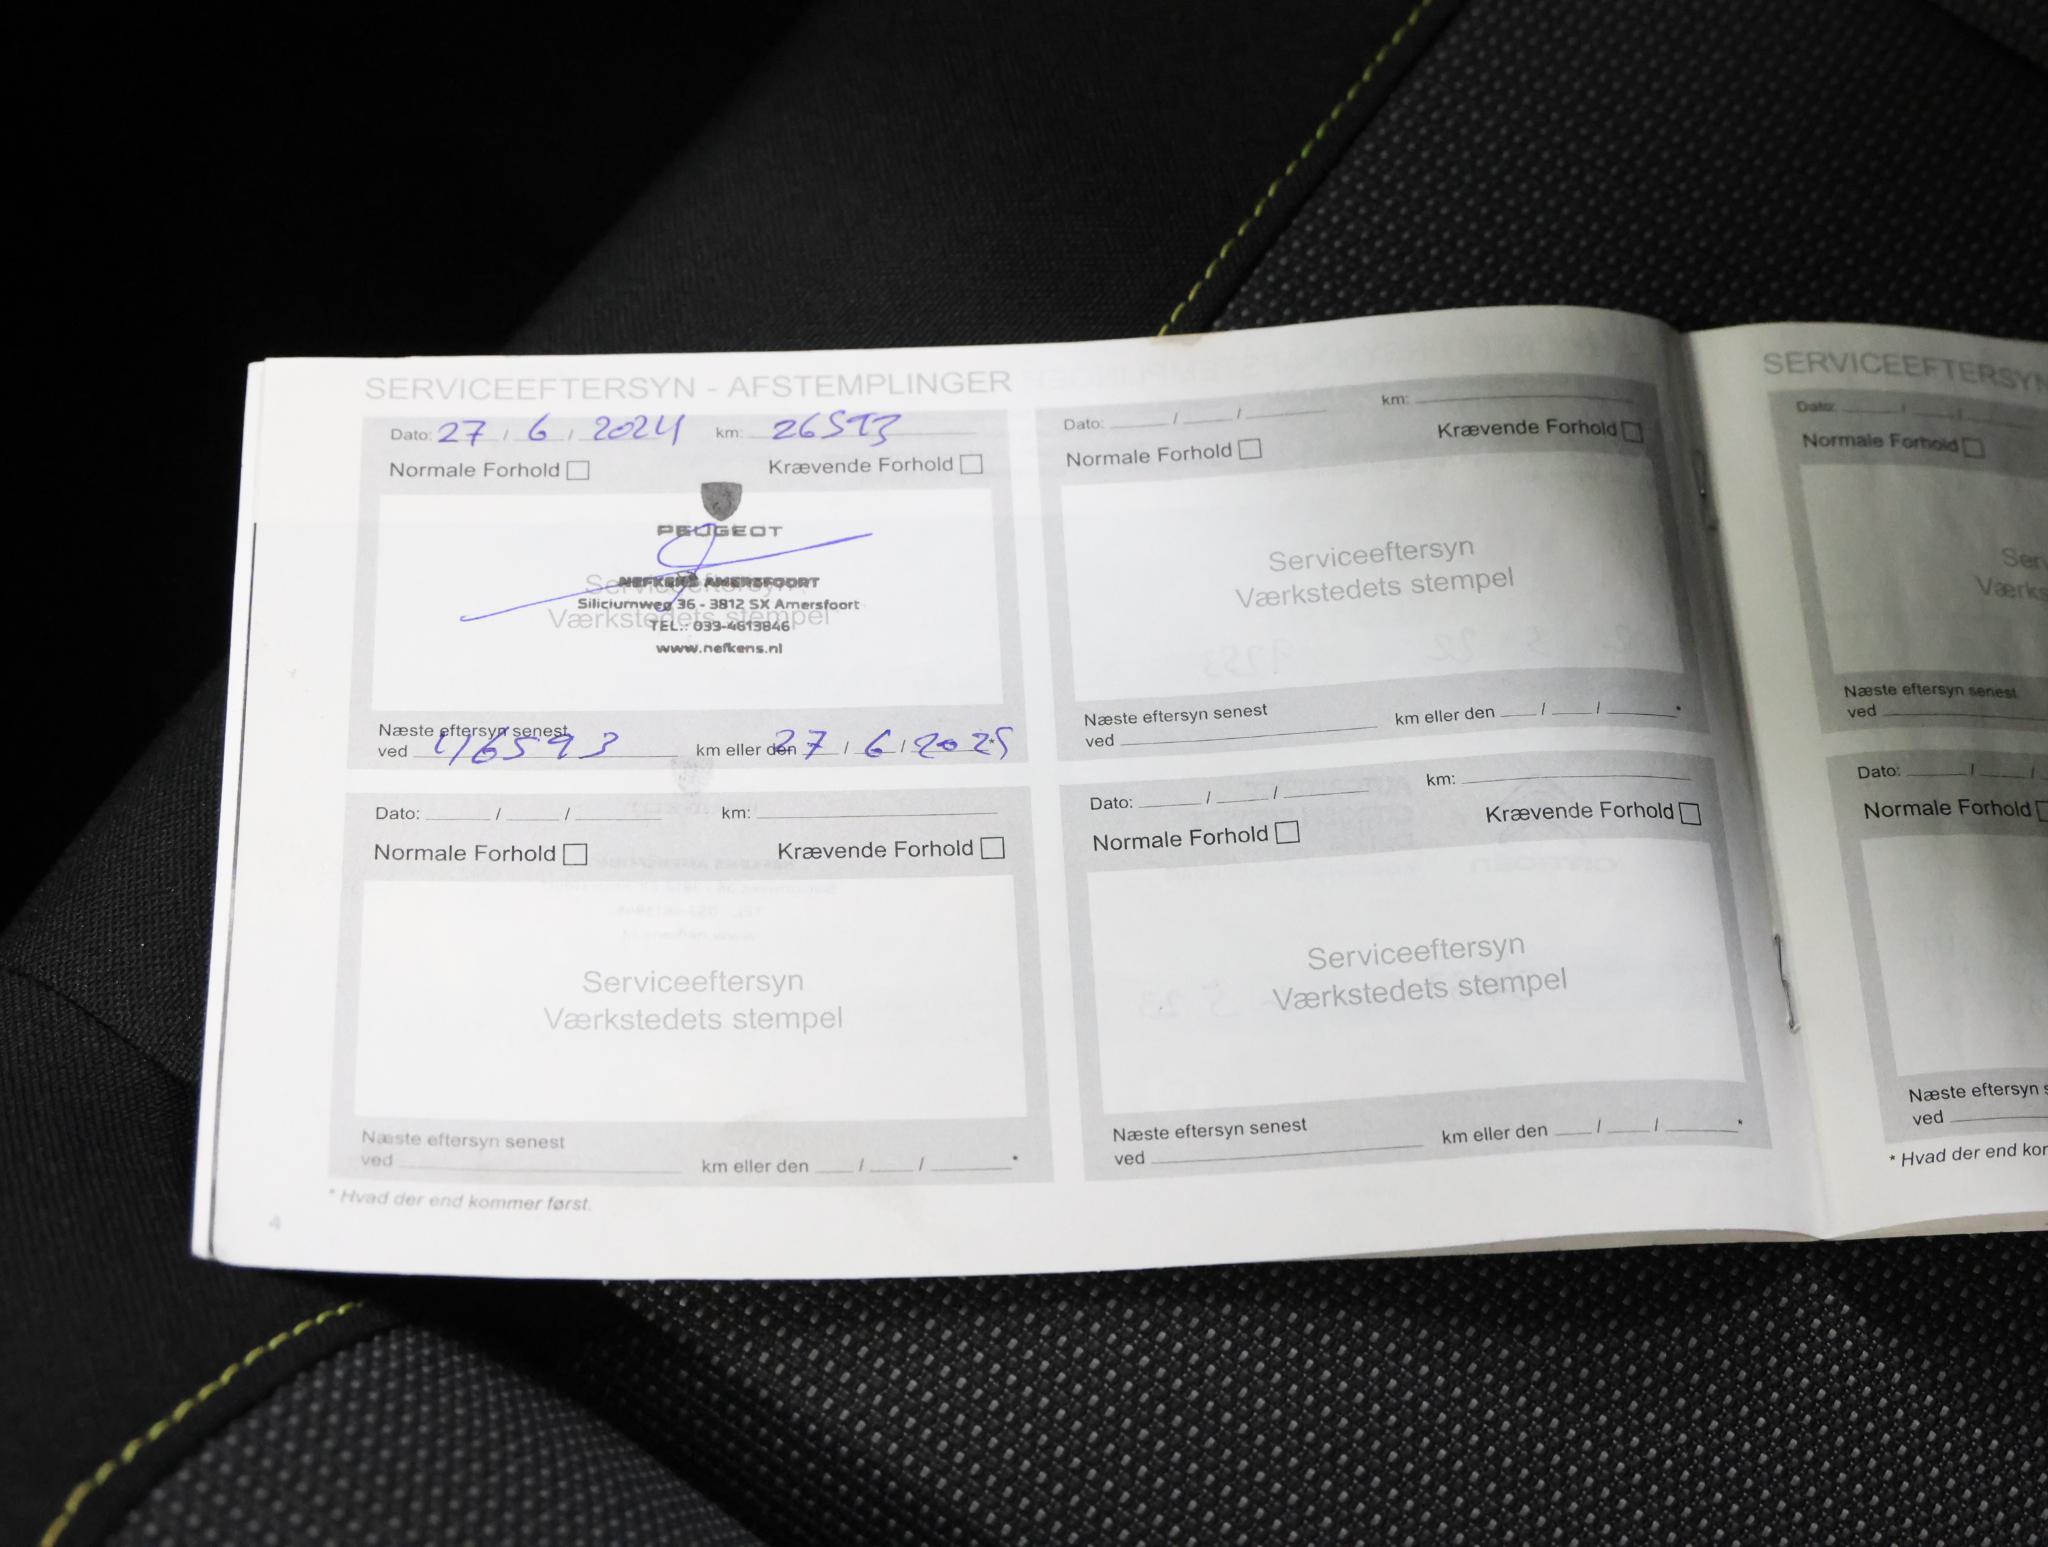 SERVICEEFTERSYN - AFSTEMPLINGER
Dato: 27 / 6 / 2024 km: 26593
Normale Forhold Krævende Forhold
PEUGEOT
Serviceeftersyn
NEFKENS AMERSFOORT
Siliciumweg 36 - 3812 SX Amersfoort
Værkstedets stempel
TEL.: 033-4613846
www.nefkens.nl
Næste eftersyn senest
ved 46593 km eller den 27 / 6 / 2025 *
Dato: / / km:
Normale Forhold Krævende Forhold
Serviceeftersyn
Værkstedets stempel
Næste eftersyn senest
ved km eller den / / *
* Hvad der end kommer først.
4
Dato: / / km:
Normale Forhold Krævende Forhold
Serviceeftersyn
Værkstedets stempel
Næste eftersyn senest
ved km eller den / / *
Dato: / / km:
Normale Forhold Krævende Forhold
Serviceeftersyn
Værkstedets stempel
Næste eftersyn senest
ved km eller den / / *
SERVICEEFTERSYN
Dato: / /
Normale Forhold
Næste eftersyn senest
ved
Dato: / /
Normale Forhold
Næste eftersyn
ved
* Hvad der end